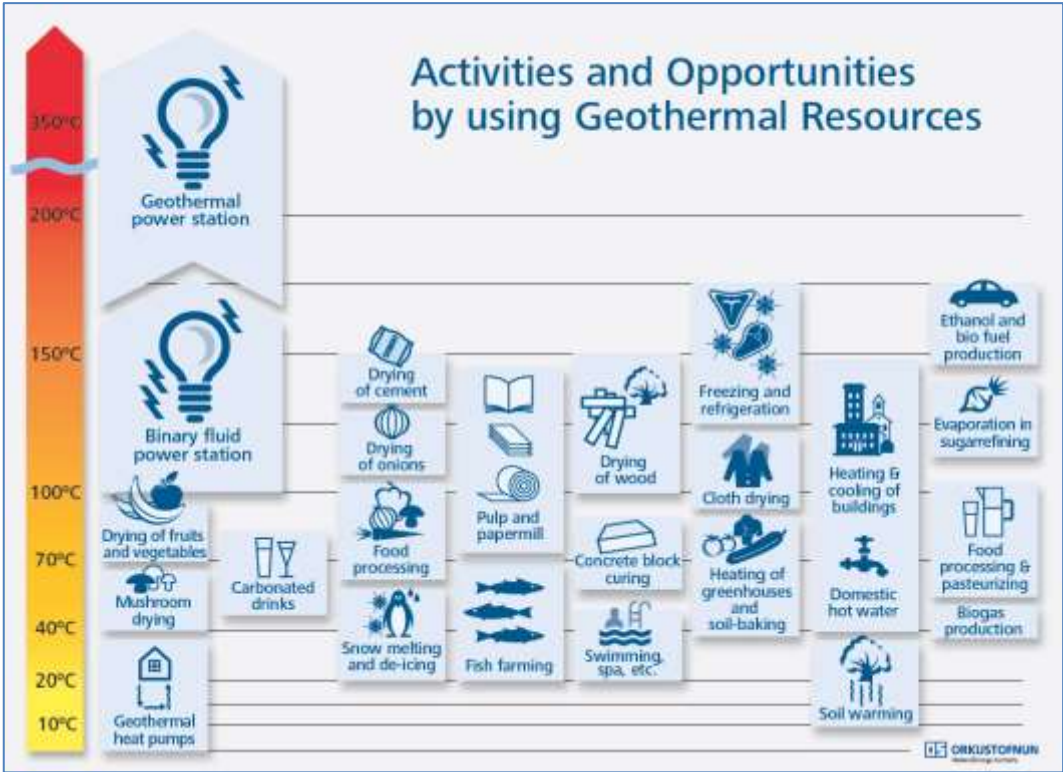 Activities and Opportunities
by using Geothermal Resources
350°C
200°C
150°C
100°C
70°C
40°C
20°C
10°C
Geothermal
power station
Binary fluid
power station
Drying of fruits
and vegetables
Mushroom
drying
Geothermal
heat pumps
Carbonated
drinks
Drying
of cement
Drying
of onions
Food
processing
Snow melting
and de-icing
Pulp and
papermill
Fish farming
Drying
of wood
Concrete block
curing
Swimming,
spa, etc.
Freezing and
refrigeration
Cloth drying
Heating of
greenhouses
and
soil-baking
Heating &
cooling of
buildings
Domestic
hot water
Soil warming
Ethanol and
bio fuel
production
Evaporation in
sugarrefining
Food
processing &
pasteurizing
Biogas
production
ORKUSTOFNUN